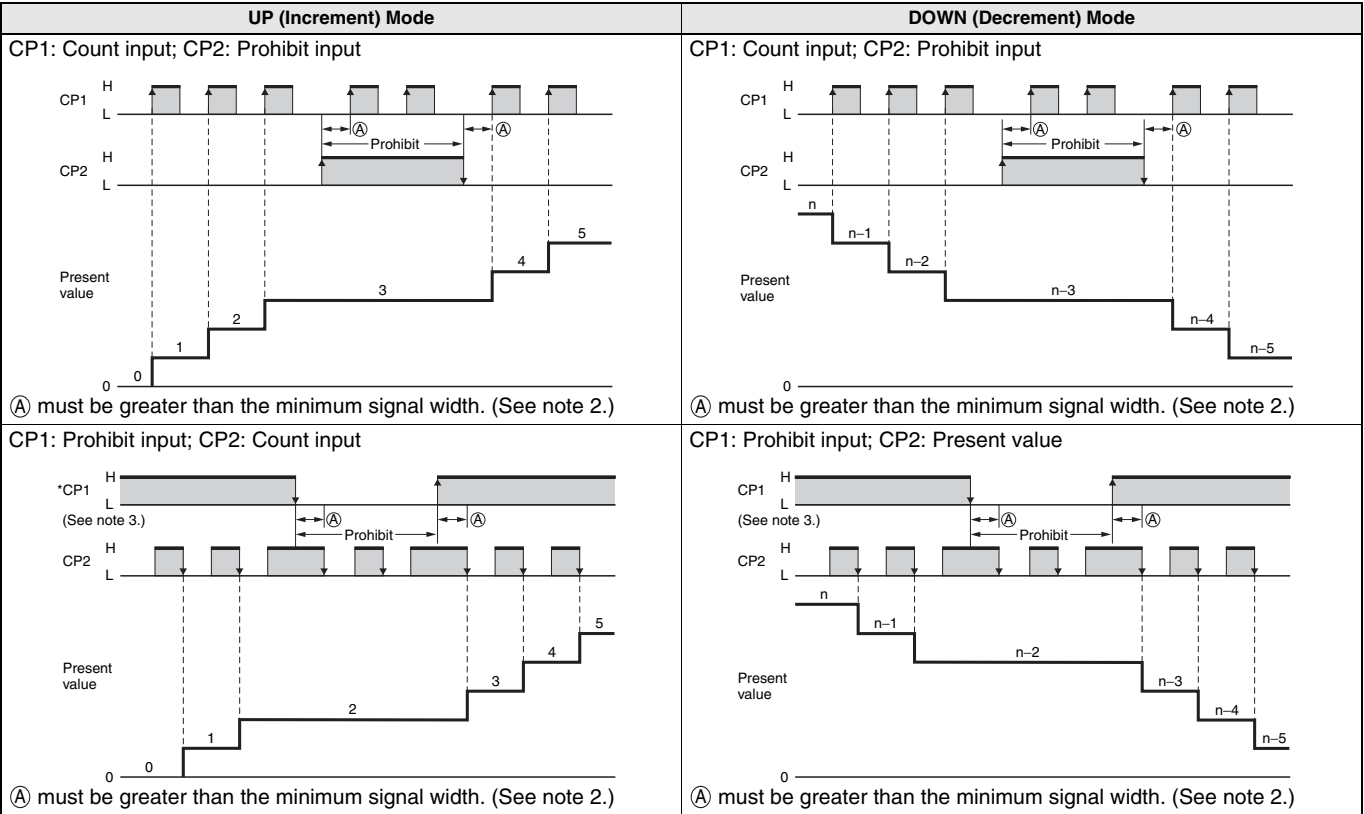 UP (Increment) Mode
DOWN (Decrement) Mode
CP1: Count input; CP2: Prohibit input
H
CP1
L
Ⓐ
Ⓐ
Prohibit
H
CP2
L
5
4
Present
value
3
2
1
0
0
Ⓐ must be greater than the minimum signal width. (See note 2.)
CP1: Count input; CP2: Prohibit input
H
CP1
L
Ⓐ
Ⓐ
Prohibit
H
CP2
L
n
n–1
n–2
Present
value
n–3
n–4
n–5
0
Ⓐ must be greater than the minimum signal width. (See note 2.)
CP1: Prohibit input; CP2: Count input
H
*CP1
L
(See note 3.)
Ⓐ
Ⓐ
Prohibit
H
CP2
L
5
4
Present
value
3
2
1
0
0
Ⓐ must be greater than the minimum signal width. (See note 2.)
CP1: Prohibit input; CP2: Present value
H
CP1
L
(See note 3.)
Ⓐ
Ⓐ
Prohibit
H
CP2
L
n
n–1
n–2
Present
value
n–3
n–4
n–5
0
Ⓐ must be greater than the minimum signal width. (See note 2.)